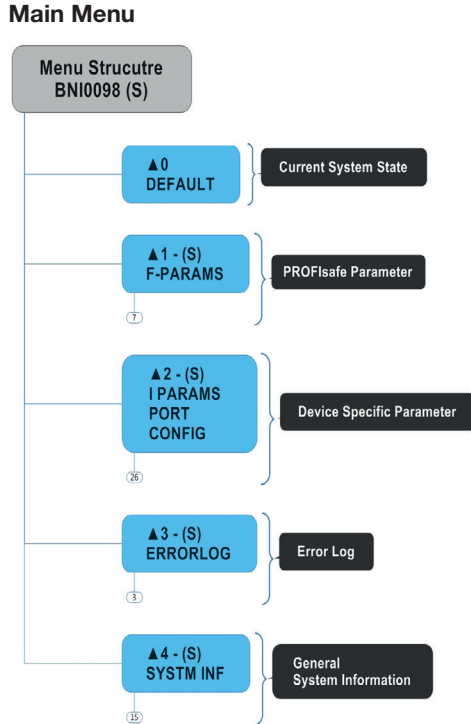 Main Menu
Menu Strucutre
BNI0098 (S)
▲0
DEFAULT
Current System State
▲1 - (S)
F-PARAMS
PROFIsafe Parameter
7
▲2 - (S)
I PARAMS
PORT
CONFIG
Device Specific Parameter
26
▲3 - (S)
ERRORLOG
Error Log
3
▲4 - (S)
SYSTM INF
General
System Information
15